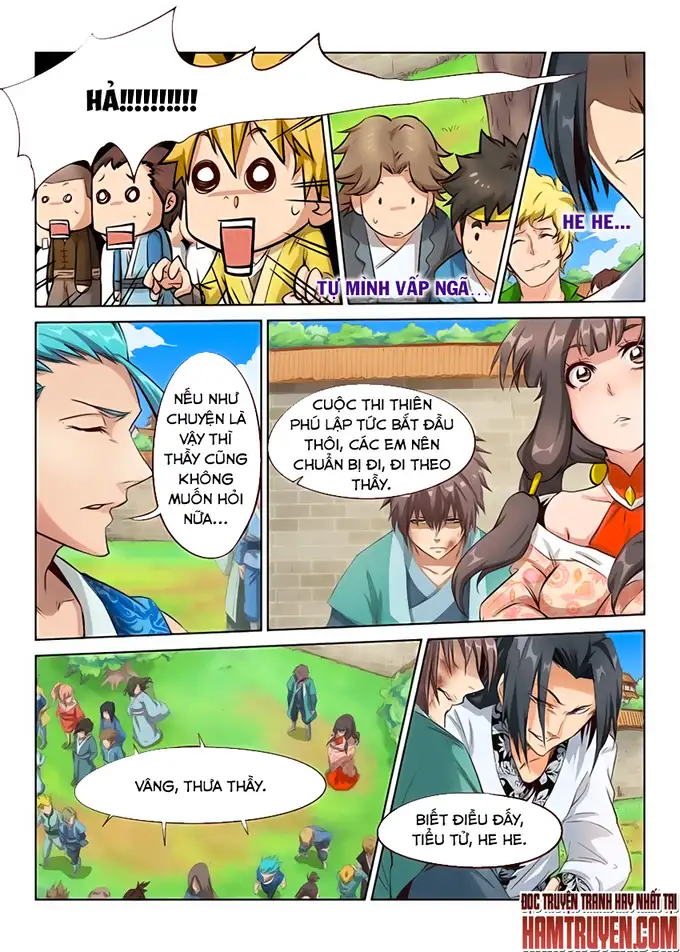 HẢ!!!!!!!!!!
TỰ MÌNH VẤP NGÃ...
HE HE...
NẾU NHƯ
CHUYỆN LÀ
VẬY THÌ
THẦY CŨNG
KHÔNG
MUỐN HỎI
NỮA...
CUỘC THI THIÊN
PHÚ LẬP TỨC BẮT ĐẦU
THÔI, CÁC EM NÊN
CHUẨN BỊ ĐI, ĐI THEO
THẦY.
VÂNG, THƯA THẦY.
BIẾT ĐIỀU ĐẤY,
TIỂU TỬ, HE HE.
ĐỌC TRUYỆN TRANH HAY NHẤT TẠI
HAMTRUYEN.COM